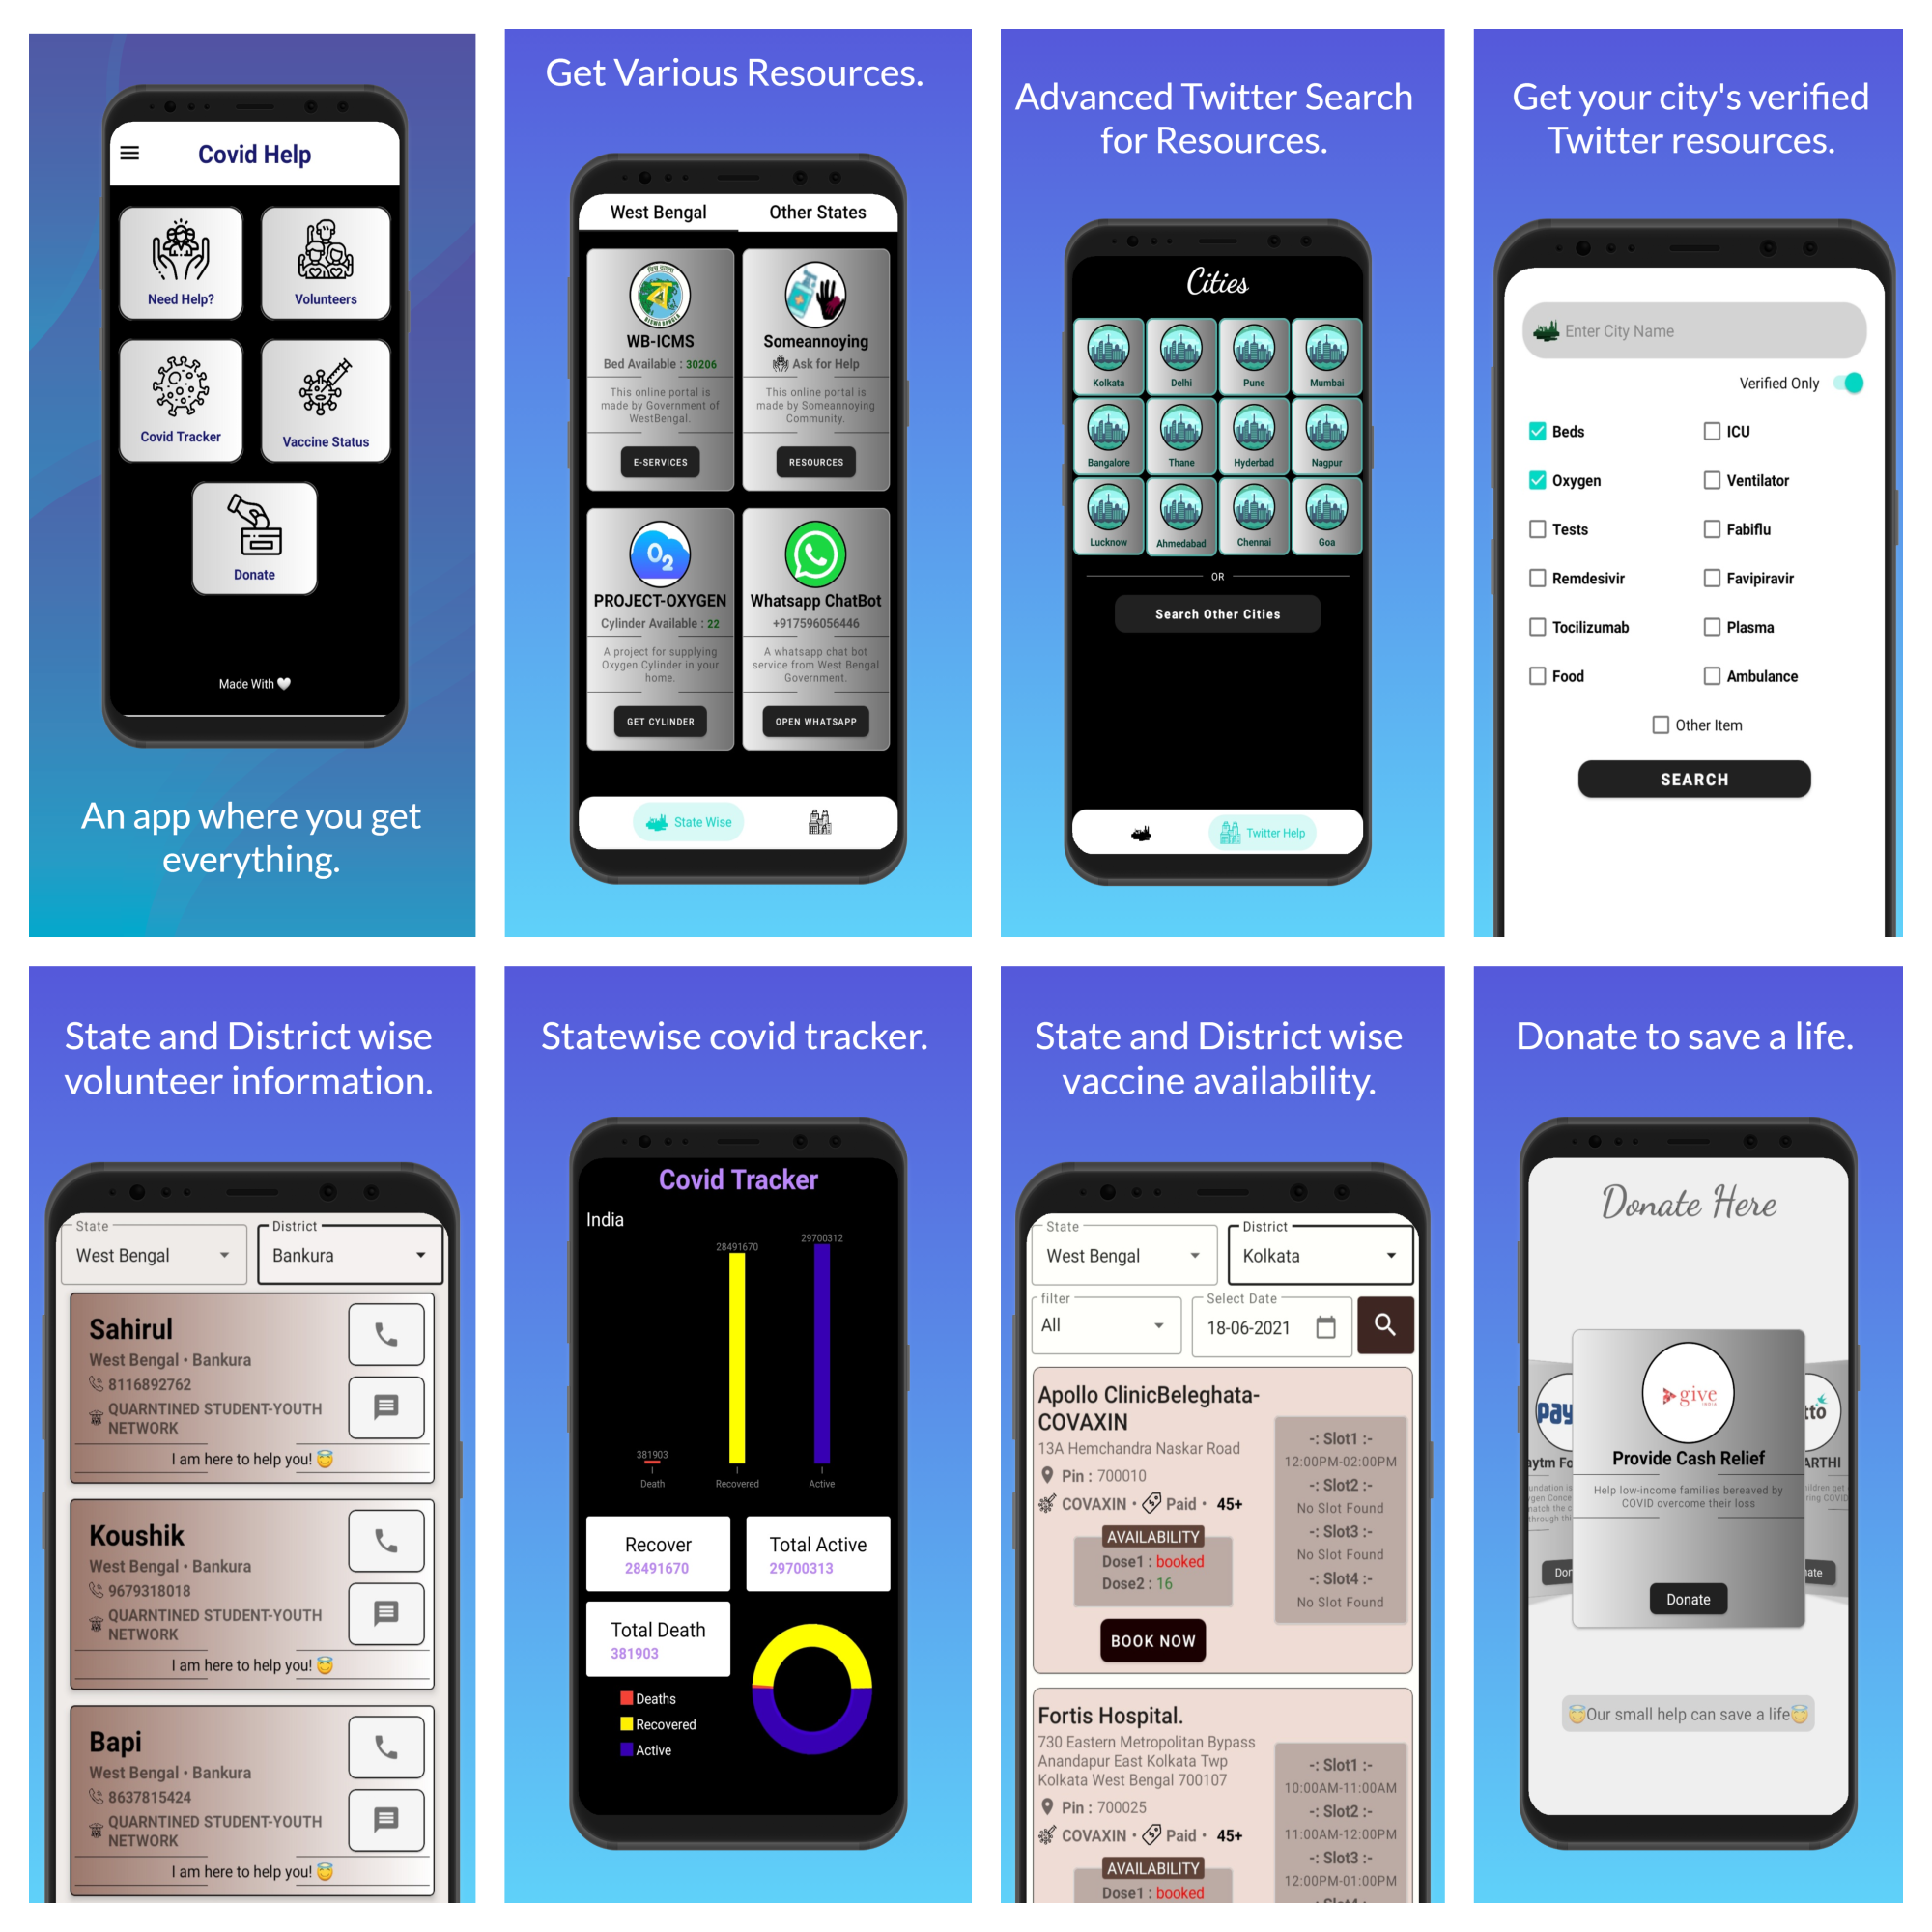 Covid Help
Need Help?
Volunteers
Covid Tracker
Vaccine Status
Donate
Made With
An app where you get
everything.
Get Various Resources.
West Bengal
Other States
WB-ICMS
Bed Available : 30206
This online portal is
made by Government of
WestBengal.
E-SERVICES
Someannoying
Ask for Help
This online portal is
made by Someannoying
Community.
RESOURCES
O2
PROJECT-OXYGEN
Cylinder Available : 22
A project for supplying
Oxygen Cylinder in your
home.
GET CYLINDER
Whatsapp ChatBot
+917596056446
A whatsapp chat bot
service from West Bengal
Government.
OPEN WHATSAPP
State Wise
Advanced Twitter Search
for Resources.
Cities
Kolkata
Delhi
Pune
Mumbai
Bangalore
Thane
Hyderbad
Nagpur
Lucknow
Ahmedabad
Chennai
Goa
OR
Search Other Cities
Twitter Help
Get your city's verified
Twitter resources.
Enter City Name
Verified Only
Beds
ICU
Oxygen
Ventilator
Tests
Fabiflu
Remdesivir
Favipiravir
Tocilizumab
Plasma
Food
Ambulance
Other Item
SEARCH
State and District wise
volunteer information.
State
West Bengal
District
Bankura
Sahirul
West Bengal • Bankura
8116892762
QUARNTINED STUDENT-YOUTH
NETWORK
I am here to help you! 😇
Koushik
West Bengal • Bankura
9679318018
QUARNTINED STUDENT-YOUTH
NETWORK
I am here to help you! 😇
Bapi
West Bengal • Bankura
8637815424
QUARNTINED STUDENT-YOUTH
NETWORK
I am here to help you! 😇
Statewise covid tracker.
Covid Tracker
India
28491670
29700312
381903
Death
Recovered
Active
Recover
28491670
Total Active
29700313
Total Death
381903
Deaths
Recovered
Active
State and District wise
vaccine availability.
State
West Bengal
District
Kolkata
filter
All
Select Date
18-06-2021
Apollo ClinicBeleghata-
COVAXIN
13A Hemchandra Naskar Road
Pin : 700010
COVAXIN • Paid • 45+
AVAILABILITY
Dose1 : booked
Dose2 : 16
BOOK NOW
-: Slot1 :-
12:00PM-02:00PM
-: Slot2 :-
No Slot Found
-: Slot3 :-
No Slot Found
-: Slot4 :-
No Slot Found
Fortis Hospital.
730 Eastern Metropolitan Bypass
Anandapur East Kolkata Twp
Kolkata West Bengal 700107
Pin : 700025
COVAXIN • Paid • 45+
AVAILABILITY
Dose1 : booked
-: Slot1 :-
10:00AM-11:00AM
-: Slot2 :-
11:00AM-12:00PM
-: Slot3 :-
12:00PM-01:00PM
Donate to save a life.
Donate Here
give
INDIA
Provide Cash Relief
Help low-income families bereaved by
COVID overcome their loss
Donate
😇Our small help can save a life😇